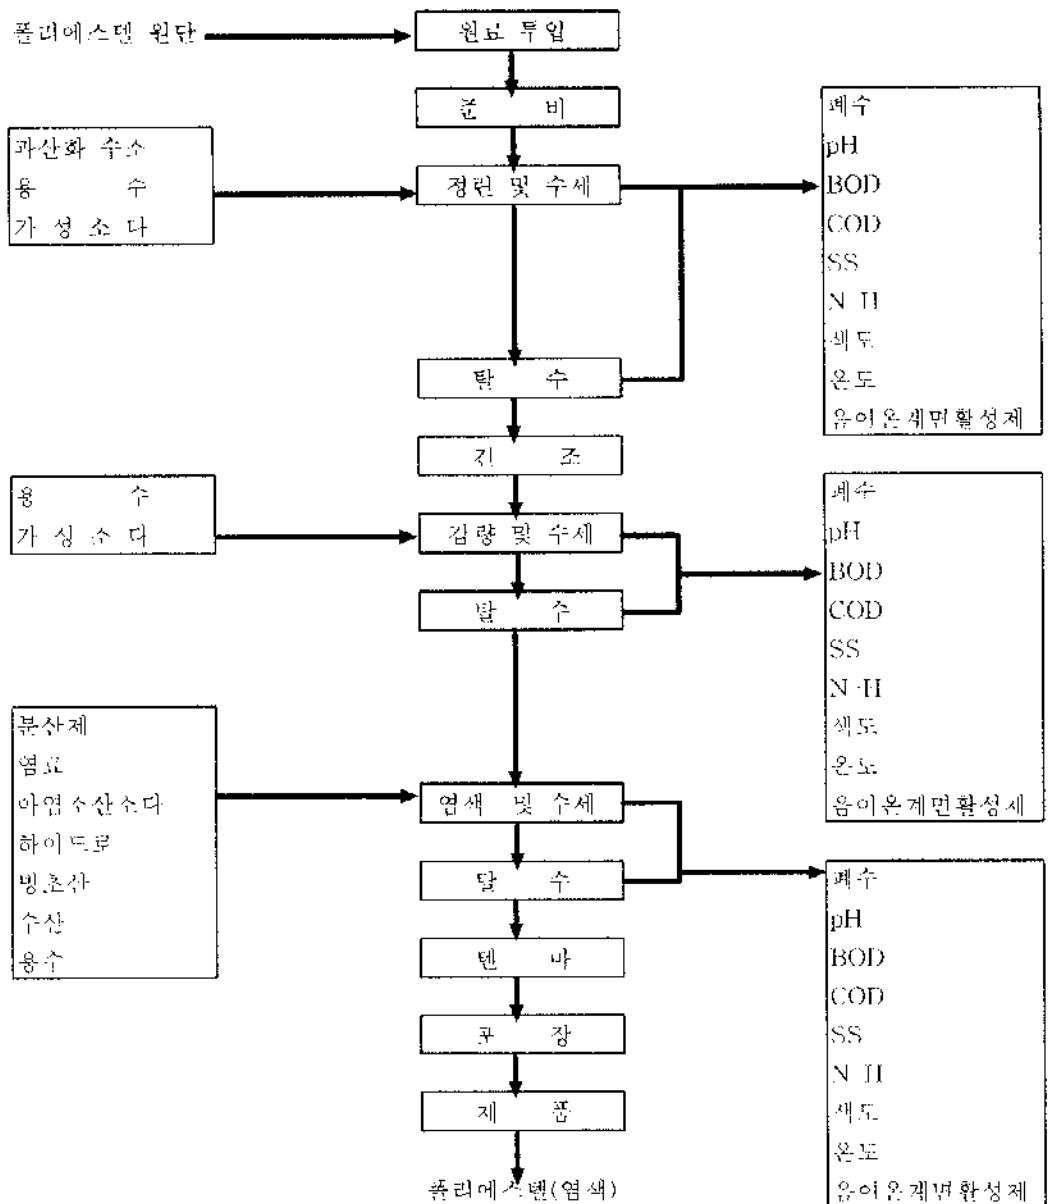 폴리에스텔 원단
원료 투입
준 비
과산화 수소
용 수
가 성 소 다
정련 및 수세
폐수
pH
BOD
COD
SS
N-H
색도
온도
음이온계면활성제
탈 수
건 조
용 수
가 성 소 다
감량 및 수세
탈 수
폐수
pH
BOD
COD
SS
N-H
색도
온도
음이온계면활성제
분산제
염료
아염소산소다
하이드로
빙초산
수산
용수
염색 및 수세
탈 수
텐 타
포 장
제 품
폴리에스텔(염색)
폐수
pH
BOD
COD
SS
N-H
색도
온도
음이온계면활성제